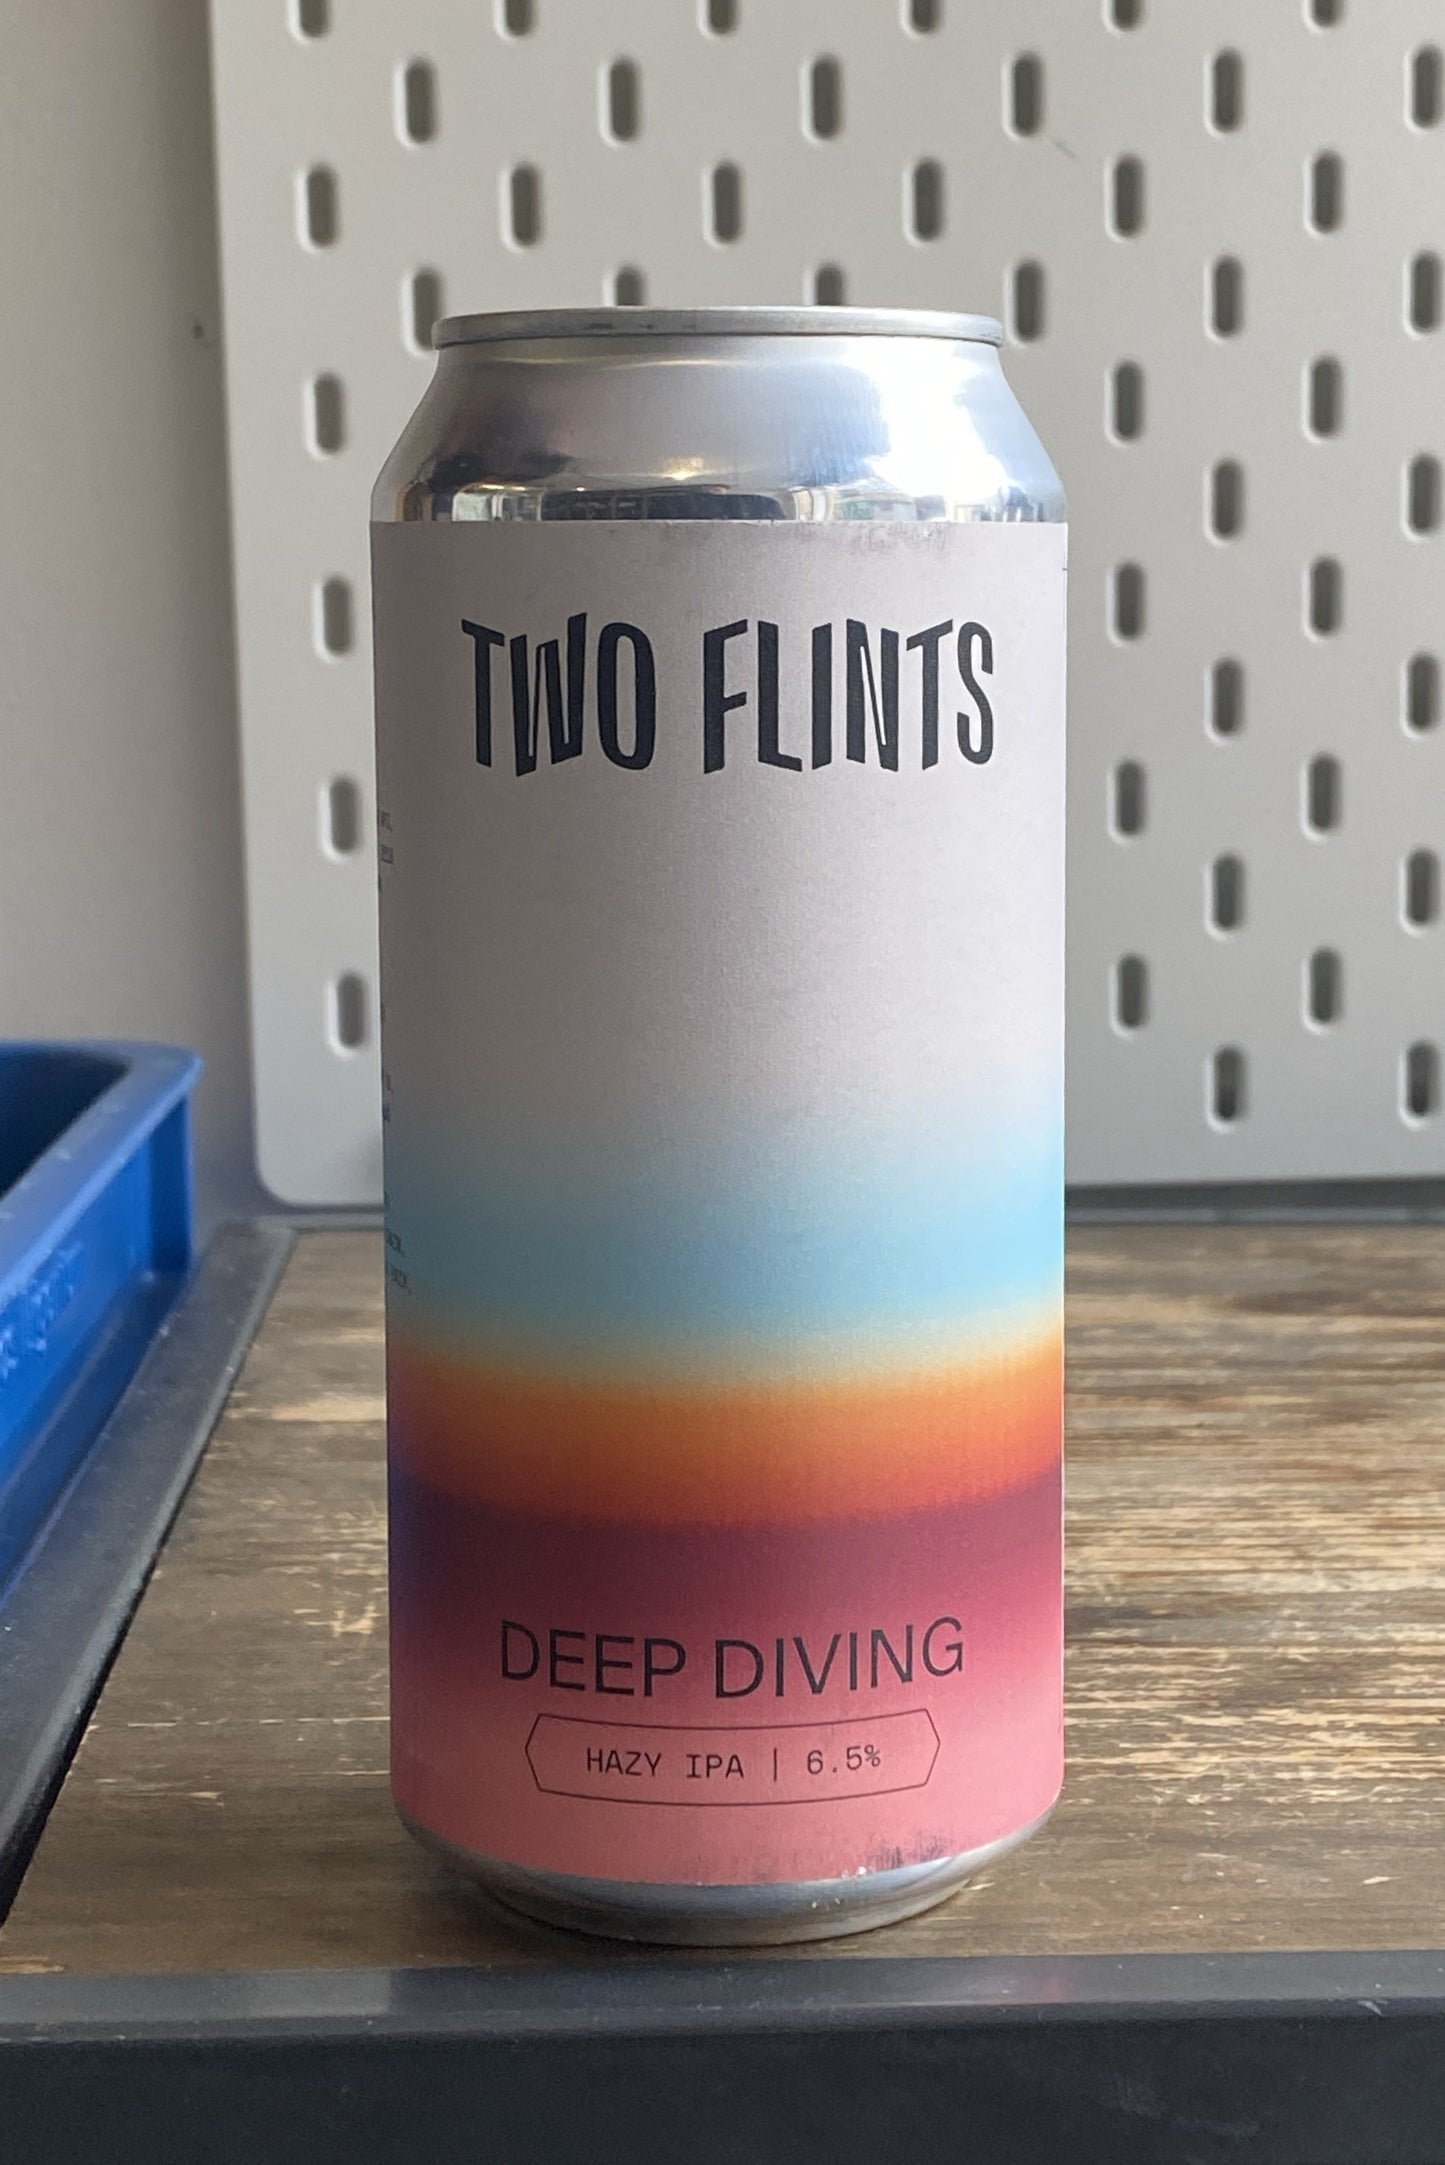 TWO FLINTS
DEEP DIVING
HAZY IPA | 6.5%